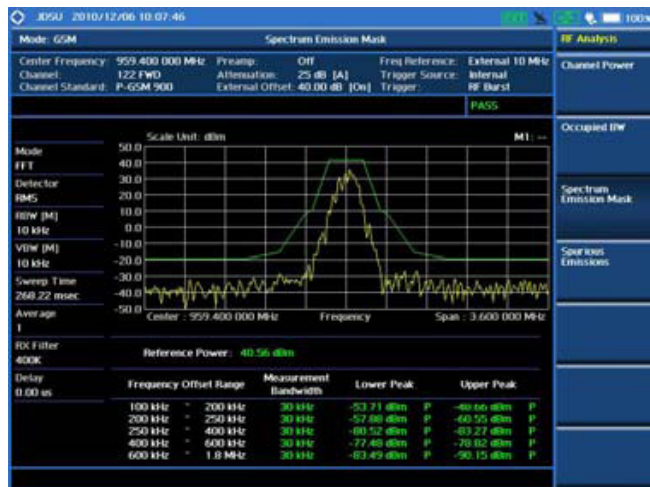 JDSU 2010/12/06 10:07:46
100%
Mode: GSM Spectrum Emission Mask
RF Analysis
Center Frequency: 959.400 000 MHz Preamp: Off Freq Reference: External 10 MHz
Channel: 122 FWD Attenuation: 25 dB [A] Trigger Source: Internal
Channel Standard: P-GSM 900 External Offset: 40.00 dB [On] Trigger: RF Burst
PASS
Channel Power
Occupied BW
Spectrum
Emission Mask
Spurious
Emissions
Scale Unit: dBm M1: --
Mode
FFT
Detector
RMS
RBW [M]
10 kHz
VBW [M]
10 kHz
Sweep Time
268.22 msec
Average
1
RX Filter
400K
Delay
0.00 us
50.0
40.0
30.0
20.0
10.0
0.0
-10.0
-20.0
-30.0
-40.0
-50.0
Center : 959.400 000 MHz Frequency Span : 3.600 000 MHz
Reference Power: 40.56 dBm
Frequency Offset Range Measurement Bandwidth Lower Peak Upper Peak
100 kHz ~ 200 kHz 30 kHz -53.71 dBm P -48.66 dBm P
200 kHz ~ 250 kHz 30 kHz -57.88 dBm P -60.55 dBm P
250 kHz ~ 400 kHz 30 kHz -80.52 dBm P -83.27 dBm P
400 kHz ~ 600 kHz 30 kHz -77.48 dBm P -78.82 dBm P
600 kHz ~ 1.8 MHz 30 kHz -83.49 dBm P -90.15 dBm P